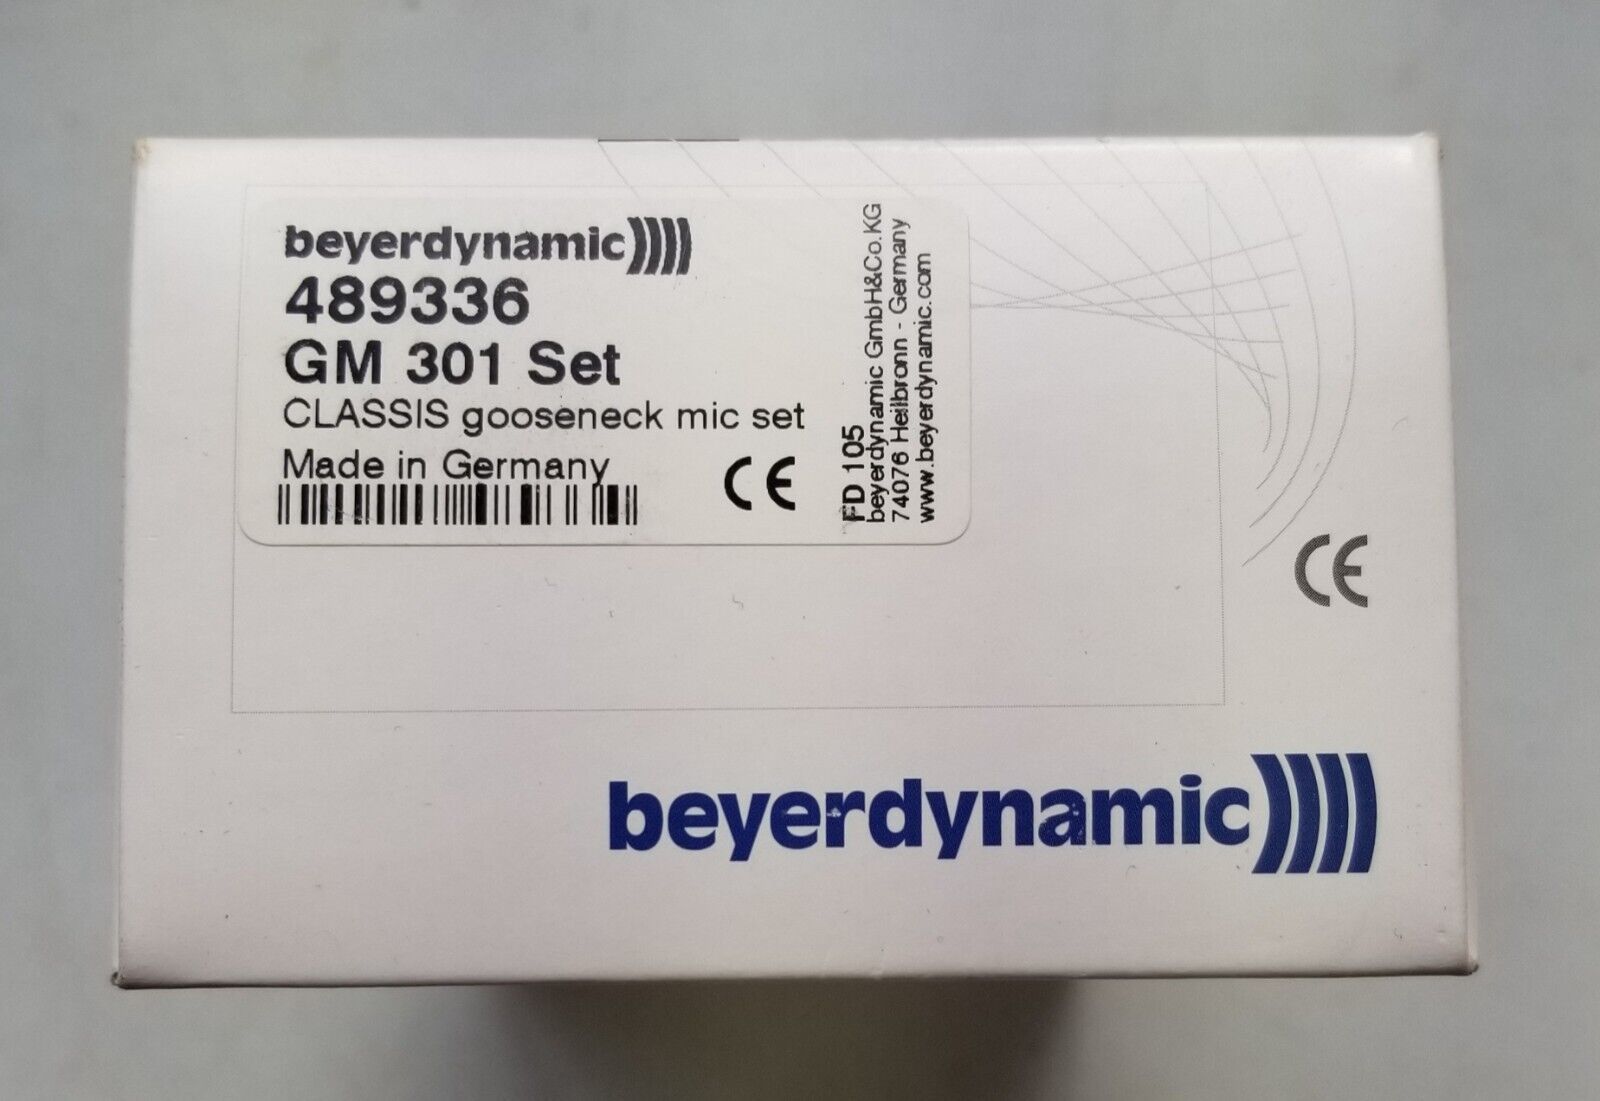 beyerdynamic
489336
GM 301 Set
CLASSIS gooseneck mic set
Made in Germany
CE
FD 105
beyerdynamic GmbH&Co.KG
74076 Heilbronn - Germany
www.beyerdynamic.com
CE
beyerdynamic